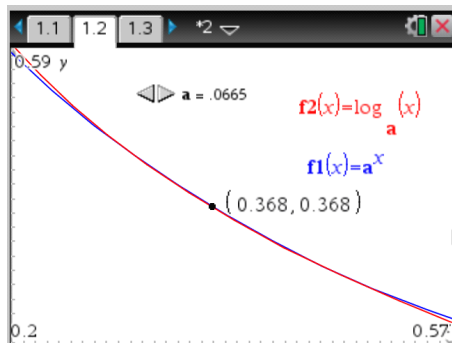 1.1 1.2 1.3 *2
0.59 y
a = .0665
f2(x)=log a (x)
f1(x)=a^x
(0.368,0.368)
0.2 0.57